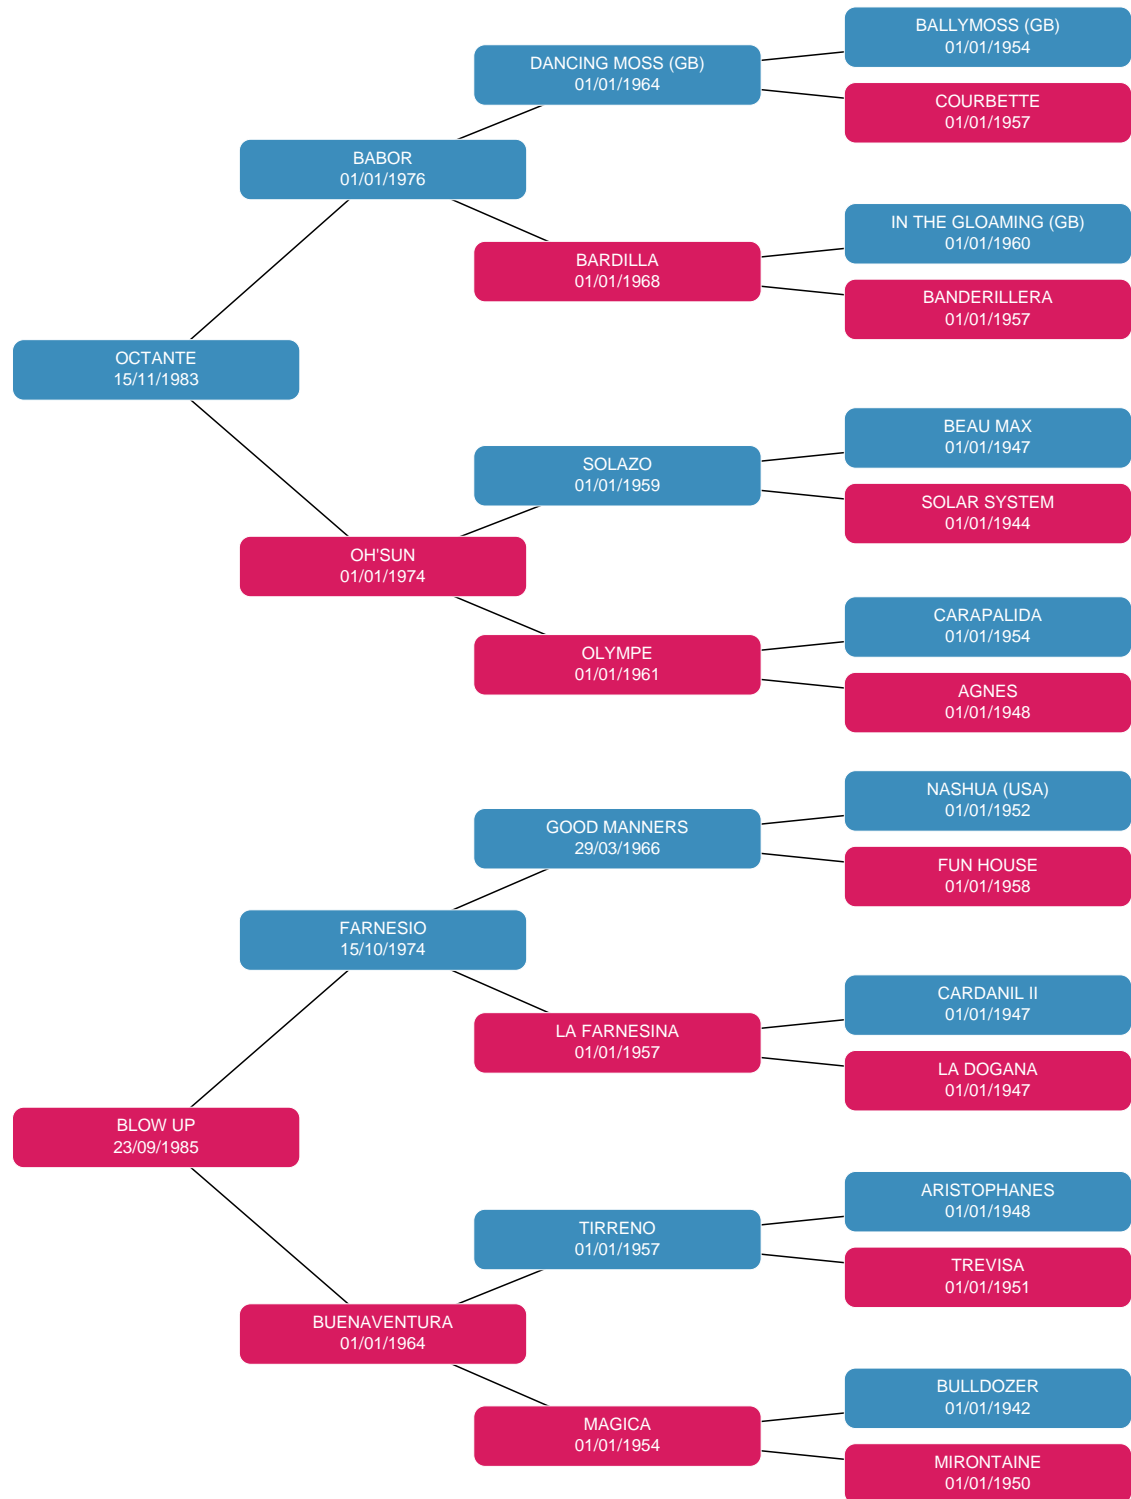 BALLYMOSS (GB)
01/01/1954
DANCING MOSS (GB)
01/01/1964
COURBETTE
01/01/1957
BABOR
01/01/1976
IN THE GLOAMING (GB)
01/01/1960
BARDILLA
01/01/1968
BANDERILLERA
01/01/1957
OCTANTE
15/11/1983
BEAU MAX
01/01/1947
SOLAZO
01/01/1959
SOLAR SYSTEM
01/01/1944
OH'SUN
01/01/1974
CARAPALIDA
01/01/1954
OLYMPE
01/01/1961
AGNES
01/01/1948
NASHUA (USA)
01/01/1952
GOOD MANNERS
29/03/1966
FUN HOUSE
01/01/1958
FARNESIO
15/10/1974
CARDANIL II
01/01/1947
LA FARNESINA
01/01/1957
LA DOGANA
01/01/1947
BLOW UP
23/09/1985
ARISTOPHANES
01/01/1948
TIRRENO
01/01/1957
TREVISA
01/01/1951
BUENAVENTURA
01/01/1964
BULLDOZER
01/01/1942
MAGICA
01/01/1954
MIRONTAINE
01/01/1950